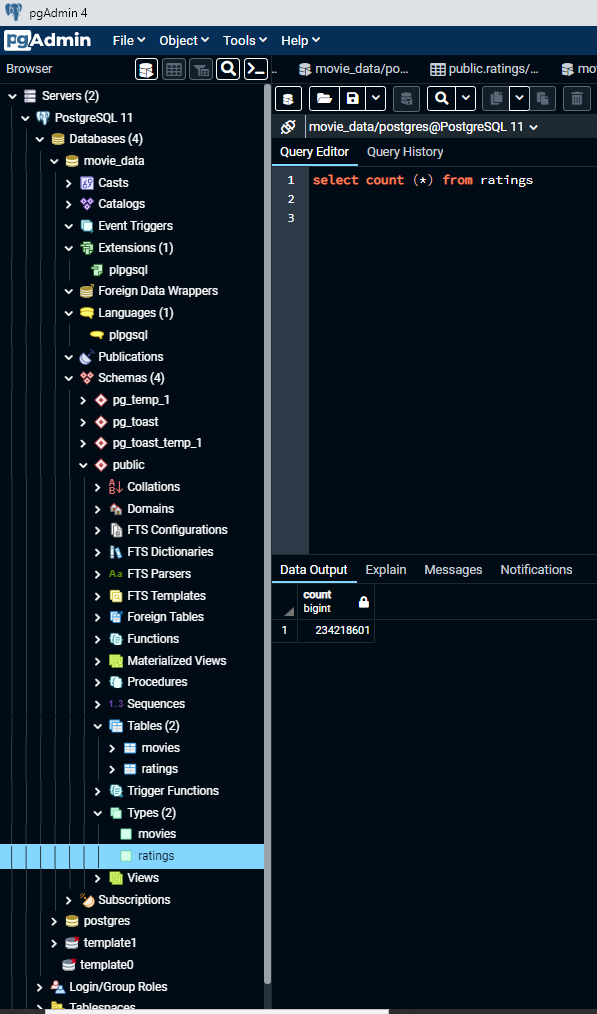 pgAdmin 4
pgAdmin File Object Tools Help
Browser
movie_data/po... public.ratings/... mo
movie_data/postgres@PostgreSQL 11
Query Editor Query History
1 select count (*) from ratings
2
3
Servers (2)
PostgreSQL 11
Databases (4)
movie_data
Casts
Catalogs
Event Triggers
Extensions (1)
plpgsql
Foreign Data Wrappers
Languages (1)
plpgsql
Publications
Schemas (4)
pg_temp_1
pg_toast
pg_toast_temp_1
public
Collations
Domains
FTS Configurations
FTS Dictionaries
FTS Parsers
FTS Templates
Foreign Tables
Functions
Materialized Views
Procedures
1..3 Sequences
Tables (2)
movies
ratings
Trigger Functions
Types (2)
movies
ratings
Views
Subscriptions
postgres
template1
template0
Login/Group Roles
Tablespaces
Data Output Explain Messages Notifications
count
bigint
1 234218601